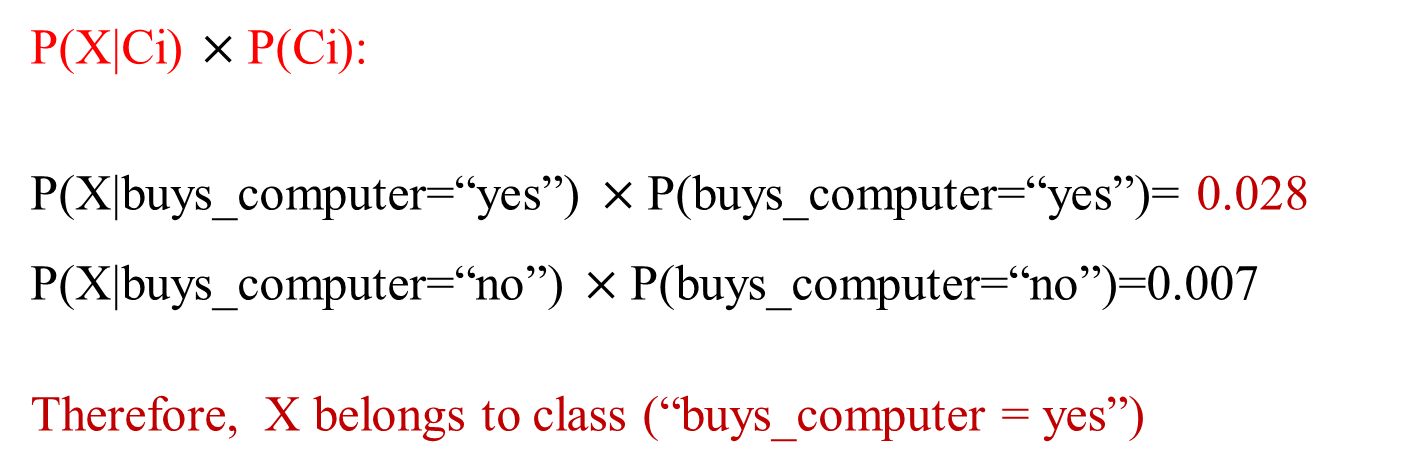 P(X|Ci) × P(Ci):
P(X|buys_computer=“yes”) × P(buys_computer=“yes”)= 0.028
P(X|buys_computer=“no”) × P(buys_computer=“no”)=0.007
Therefore, X belongs to class (“buys_computer = yes”)